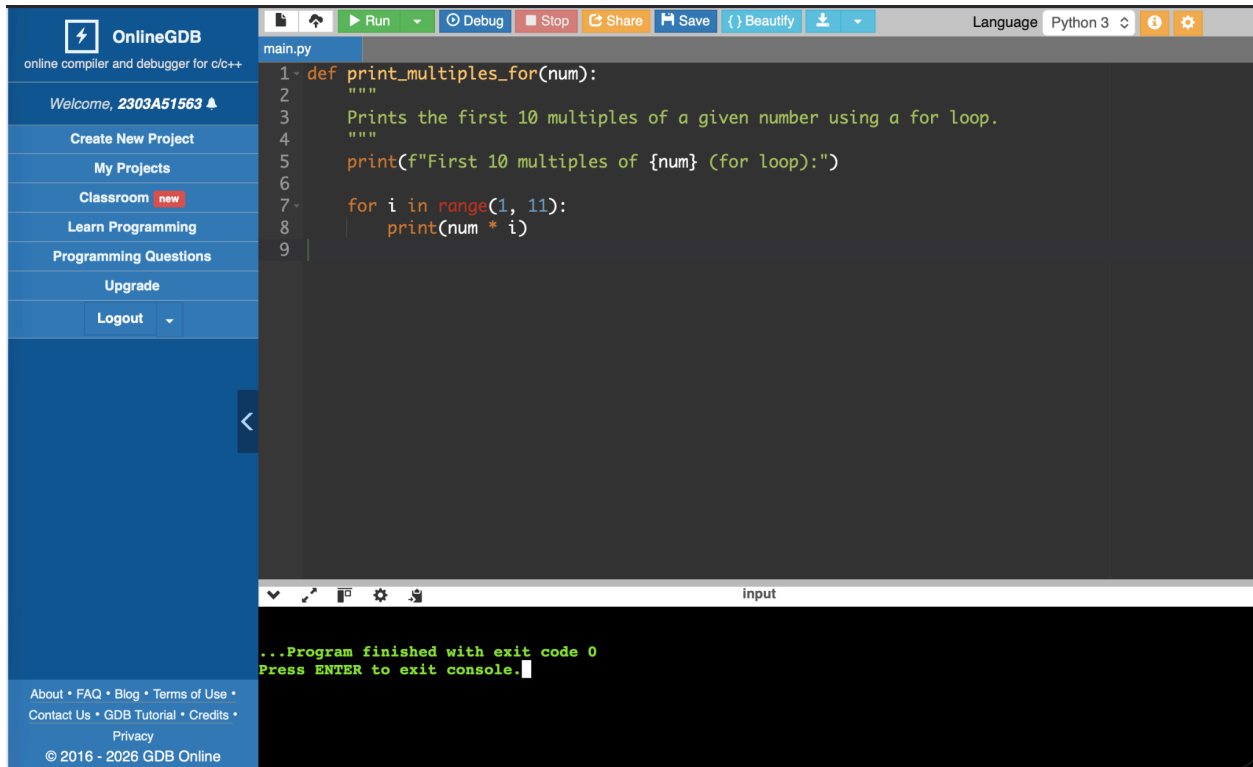 OnlineGDB
online compiler and debugger for c/c++
Welcome, 2303A51563
Create New Project
My Projects
Classroom new
Learn Programming
Programming Questions
Upgrade
Logout
About • FAQ • Blog • Terms of Use •
Contact Us • GDB Tutorial • Credits •
Privacy
© 2016 - 2026 GDB Online
Run Debug Stop Share Save { } Beautify Language Python 3
main.py
1 def print_multiples_for(num):
2     """
3     Prints the first 10 multiples of a given number using a for loop.
4     """
5     print(f"First 10 multiples of {num} (for loop):")
6
7     for i in range(1, 11):
8         print(num * i)
9
input
...Program finished with exit code 0
Press ENTER to exit console.